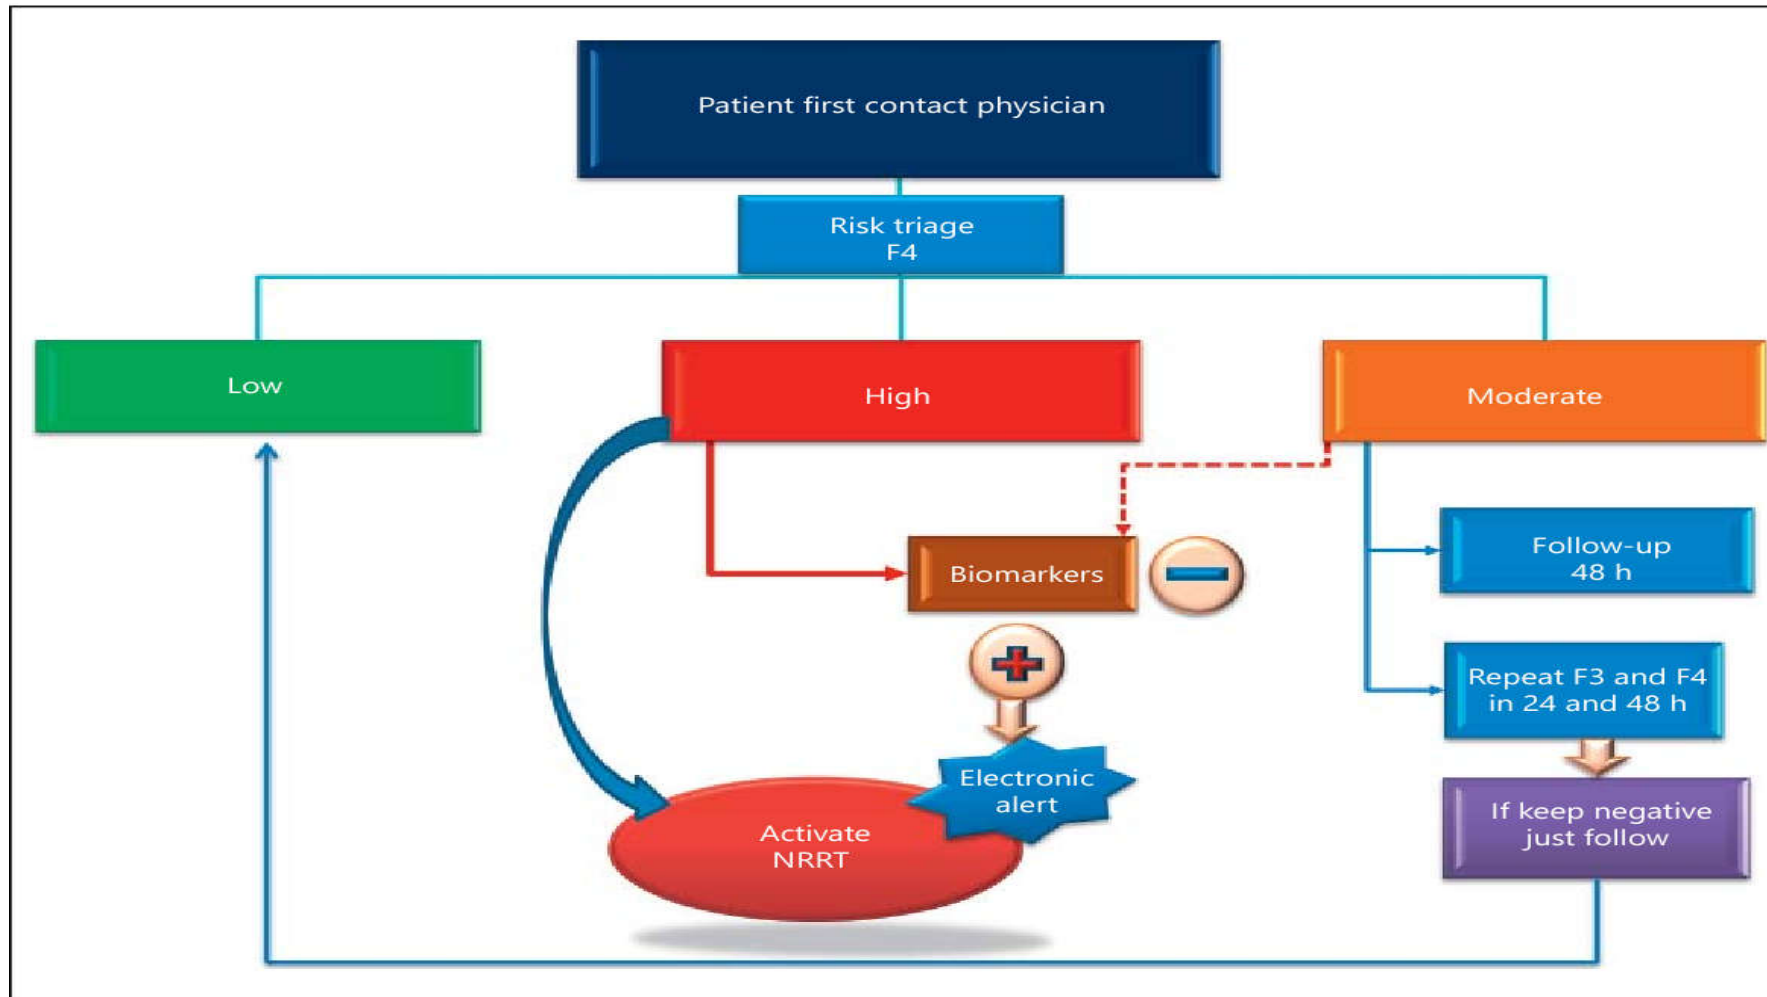 Patient first contact physician
Risk triage
F4
Low
High
Moderate
Biomarkers
Follow-up
48 h
Repeat F3 and F4
in 24 and 48 h
Electronic
alert
Activate
NRRT
If keep negative
just follow